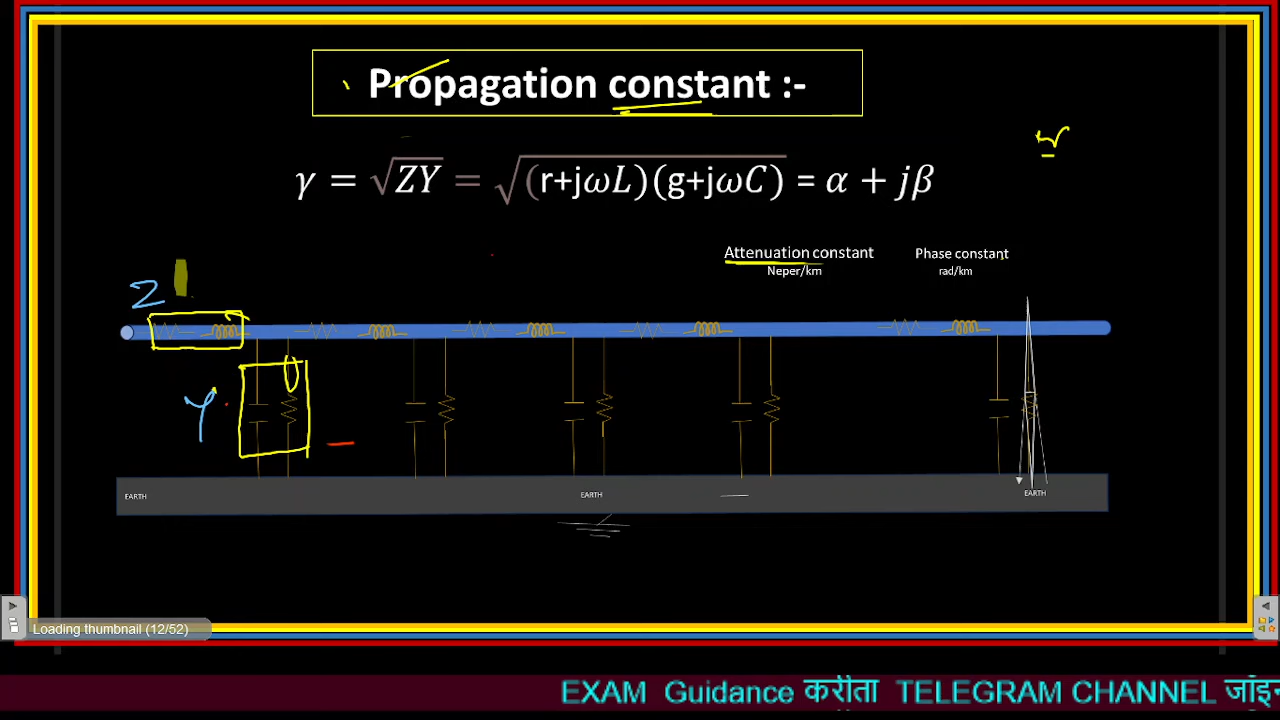 Propagation constant :-
γ = √ZY = √(r+jωL)(g+jωC) = α + jβ
Attenuation constant
Neper/km
Phase constant
rad/km
Z
Y
EARTH
EARTH
EARTH
Loading thumbnail (12/52)
EXAM Guidance करीता TELEGRAM CHANNEL